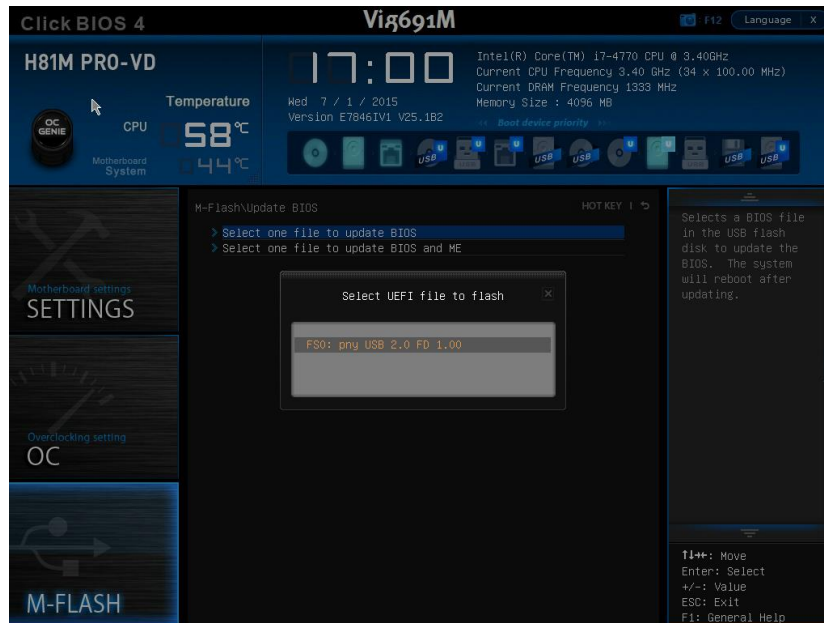 Click BIOS 4
Vig691M
F12
Language
X
H81M PRO-VD
17:00
Intel(R) Core(TM) i7-4770 CPU @ 3.40GHz
Current CPU Frequency 3.40 GHz (34 x 100.00 MHz)
Current DRAM Frequency 1333 MHz
Memory Size : 4096 MB
Wed 7 / 1 / 2015
Version E7846IV1 V25.1B2
Boot device priority
OC
GENIE
Temperature
CPU
58°C
Motherboard
System
44°C
USB
USB
USB
USB
USB
M-Flash\Update BIOS
HOT KEY
Select one file to update BIOS
Select one file to update BIOS and ME
Select UEFI file to flash
FS0: pny USB 2.0 FD 1.00
Selects a BIOS file
in the USB flash
disk to update the
BIOS. The system
will reboot after
updating.
Motherboard settings
SETTINGS
Overclocking setting
OC
M-FLASH
↑↓→←: Move
Enter: Select
+/-: Value
ESC: Exit
F1: General Help